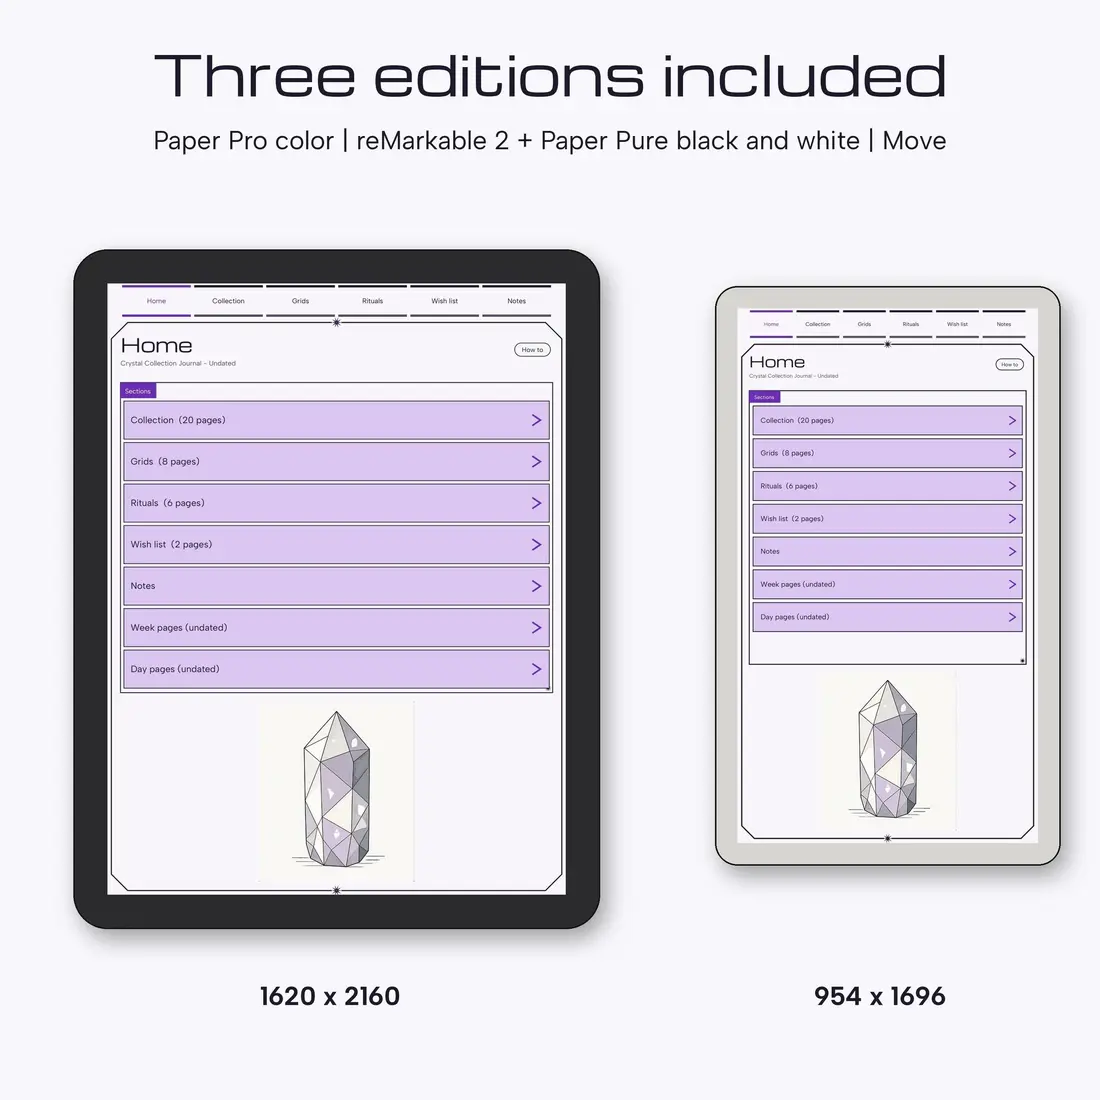 Three editions included
Paper Pro color | reMarkable 2 + Paper Pure black and white | Move
Home Collection Grids Rituals Wish list Notes
Home
How to
Crystal Collection Journal – Undated
Sections
Collection (20 pages)
Grids (8 pages)
Rituals (6 pages)
Wish list (2 pages)
Notes
Week pages (undated)
Day pages (undated)
1620 x 2160
Home Collection Grids Rituals Wish list Notes
Home
How to
Crystal Collection Journal – Undated
Sections
Collection (20 pages)
Grids (8 pages)
Rituals (6 pages)
Wish list (2 pages)
Notes
Week pages (undated)
Day pages (undated)
954 x 1696